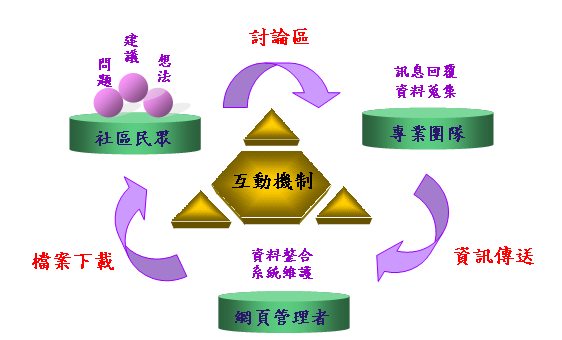 討論區
問題
建議
想法
社區民眾
訊息回覆
資料蒐集
專業團隊
互動機制
檔案下載
資訊傳送
資料整合
系統維護
網頁管理者